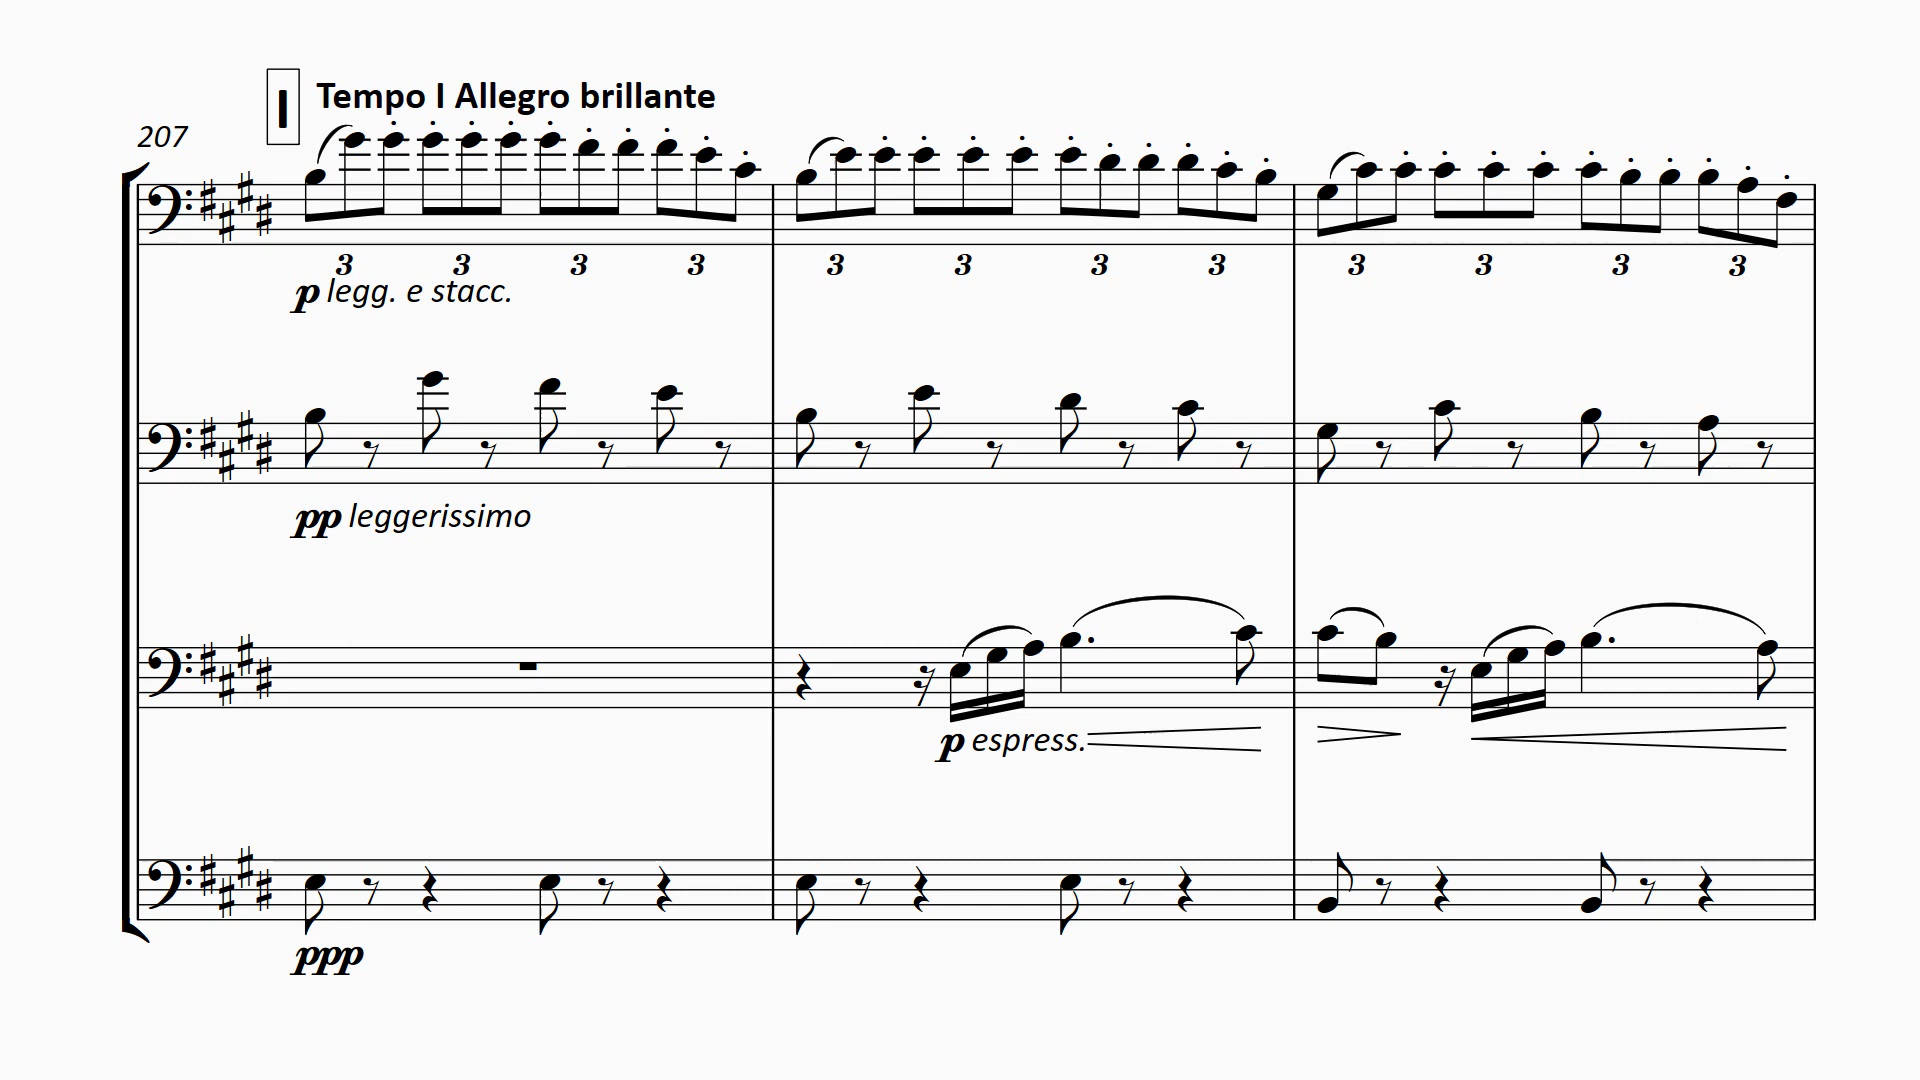 I Tempo I Allegro brillante
207
3 3 3 3 3 3 3 3 3 3 3 3
p legg. e stacc.
pp leggerissimo
p espress.
ppp